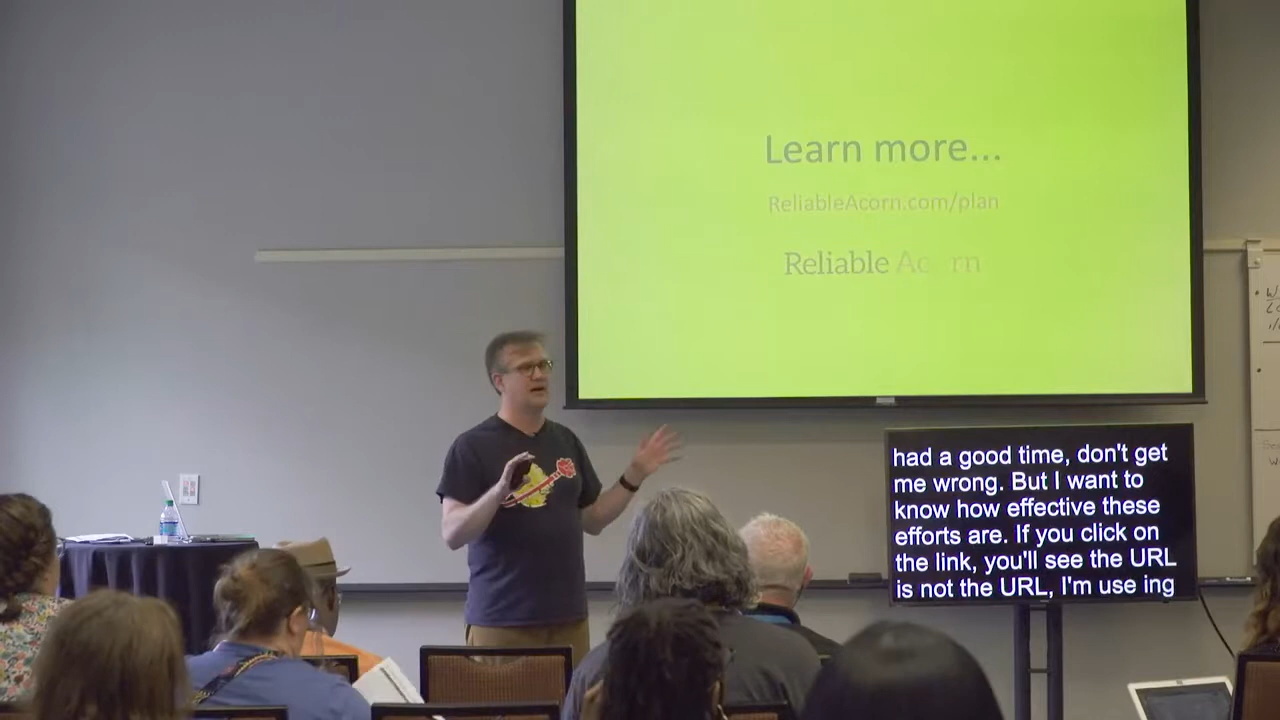 Learn more...
ReliableAcorn.com/plan
Reliable Acorn
had a good time, don't get
me wrong. But I want to
know how effective these
efforts are. If you click on
the link, you'll see the URL
is not the URL, I'm use ing